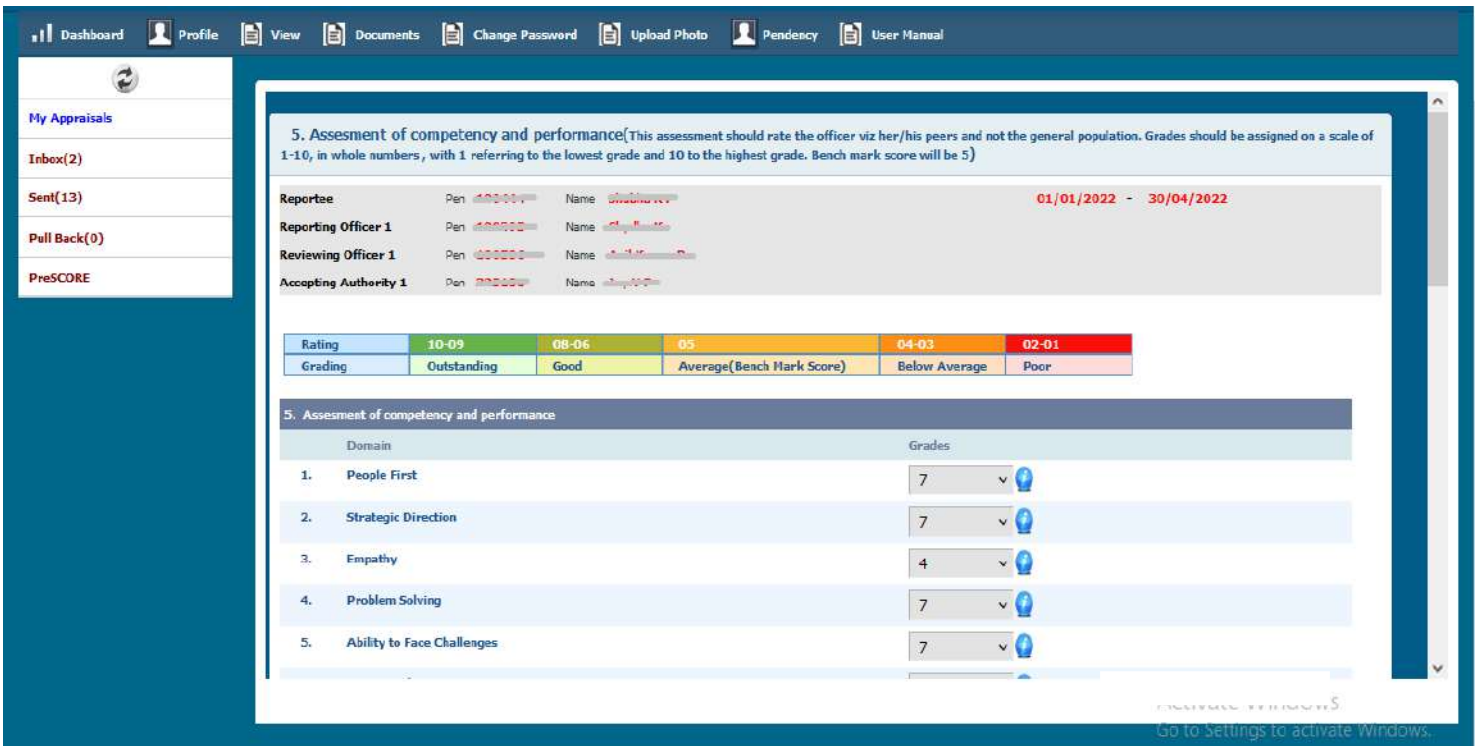 Dashboard Profile View Documents Change Password Upload Photo Pendency User Manual
My Appraisals
Inbox(2)
Sent(13)
Pull Back(0)
PreSCORE
5. Assesment of competency and performance(This assessment should rate the officer viz her/his peers and not the general population. Grades should be assigned on a scale of
1-10, in whole numbers , with 1 referring to the lowest grade and 10 to the highest grade. Bench mark score will be 5)
Reportee Pen Name 01/01/2022 - 30/04/2022
Reporting Officer 1 Pen Name
Reviewing Officer 1 Pen Name
Accepting Authority 1 Pen Name
Rating 10-09 08-06 05 04-03 02-01
Grading Outstanding Good Average(Bench Mark Score) Below Average Poor
5. Assesment of competency and performance
Domain Grades
1. People First 7
2. Strategic Direction 7
3. Empathy 4
4. Problem Solving 7
5. Ability to Face Challenges 7
Activate Windows
Go to Settings to activate Windows.